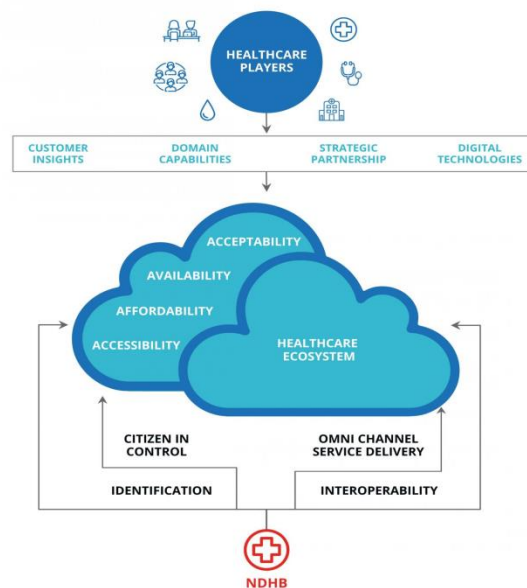 HEALTHCARE
PLAYERS
CUSTOMER
INSIGHTS
DOMAIN
CAPABILITIES
STRATEGIC
PARTNERSHIP
DIGITAL
TECHNOLOGIES
ACCEPTABILITY
AVAILABILITY
AFFORDABILITY
ACCESSIBILITY
HEALTHCARE
ECOSYSTEM
CITIZEN IN
CONTROL
OMNI CHANNEL
SERVICE DELIVERY
IDENTIFICATION
INTEROPERABILITY
NDHB